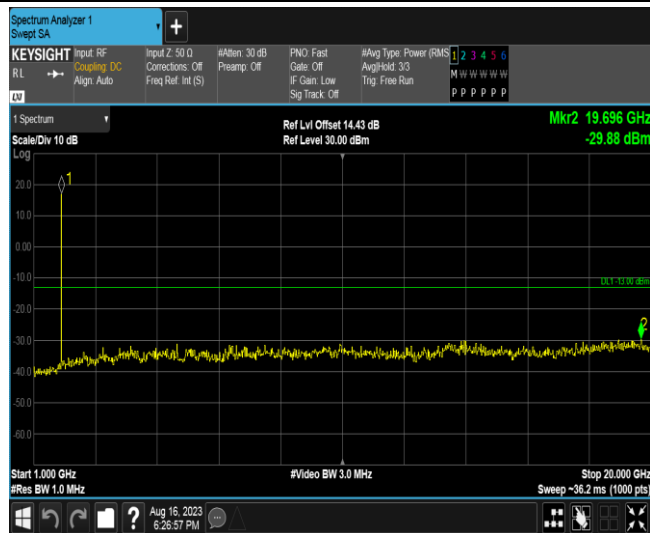 Spectrum Analyzer 1
Swept SA
KEYSIGHT
RL
LXI
Input: RF
Coupling: DC
Align: Auto
Input Z: 50 Ω
Corrections: Off
Freq Ref: Int (S)
#Atten: 30 dB
Preamp: Off
PNO: Fast
Gate: Off
IF Gain: Low
Sig Track: Off
#Avg Type: Power (RMS
Avg|Hold: 3/3
Trig: Free Run
1 2 3 4 5 6
M W W W W W
P P P P P P
1 Spectrum
Scale/Div 10 dB
Log
Ref Lvl Offset 14.43 dB
Ref Level 30.00 dBm
Mkr2 19.696 GHz
-29.88 dBm
1
20.0
10.0
0.00
-10.0
DL1 -13.00 dBm
-20.0
2
-30.0
-40.0
-50.0
-60.0
Start 1.000 GHz
#Video BW 3.0 MHz
Stop 20.000 GHz
#Res BW 1.0 MHz
Sweep ~36.2 ms (1000 pts)
?
Aug 16, 2023
6:26:57 PM